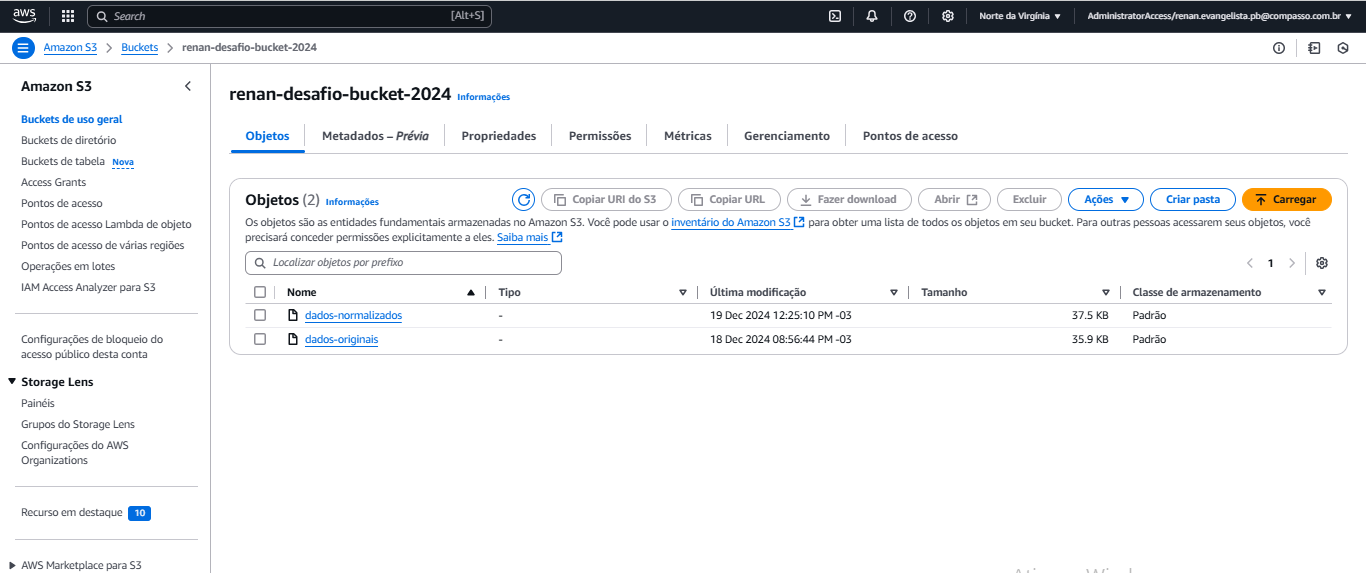 aws
Search [Alt+S] Norte da Virgínia AdministratorAccess/renan.evangelista.pb@compasso.com.br
Amazon S3 Buckets renan-desafio-bucket-2024
Amazon S3
Buckets de uso geral
Buckets de diretório
Buckets de tabela Nova
Access Grants
Pontos de acesso
Pontos de acesso Lambda de objeto
Pontos de acesso de várias regiões
Operações em lotes
IAM Access Analyzer para S3
Configurações de bloqueio do
acesso público desta conta
Storage Lens
Painéis
Grupos do Storage Lens
Configurações do AWS
Organizations
Recurso em destaque 10
AWS Marketplace para S3
renan-desafio-bucket-2024 Informações
Objetos Metadados – Prévia Propriedades Permissões Métricas Gerenciamento Pontos de acesso
Objetos (2) Informações Copiar URI do S3 Copiar URL Fazer download Abrir Excluir Ações Criar pasta Carregar
Os objetos são as entidades fundamentais armazenadas no Amazon S3. Você pode usar o inventário do Amazon S3 para obter uma lista de todos os objetos em seu bucket. Para outras pessoas acessarem seus objetos, você
precisará conceder permissões explicitamente a eles. Saiba mais
Localizar objetos por prefixo
1
Nome Tipo Última modificação Tamanho Classe de armazenamento
dados-normalizados - 19 Dec 2024 12:25:10 PM -03 37.5 KB Padrão
dados-originais - 18 Dec 2024 08:56:44 PM -03 35.9 KB Padrão